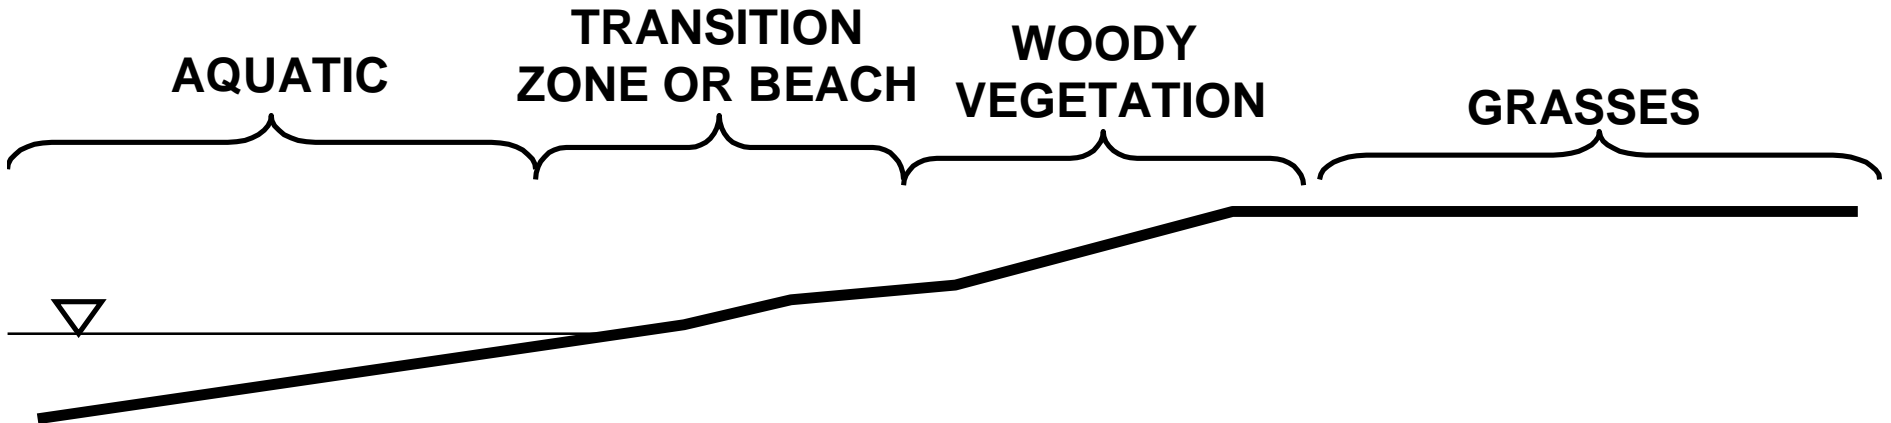 AQUATIC
TRANSITION
ZONE OR BEACH
WOODY
VEGETATION
GRASSES